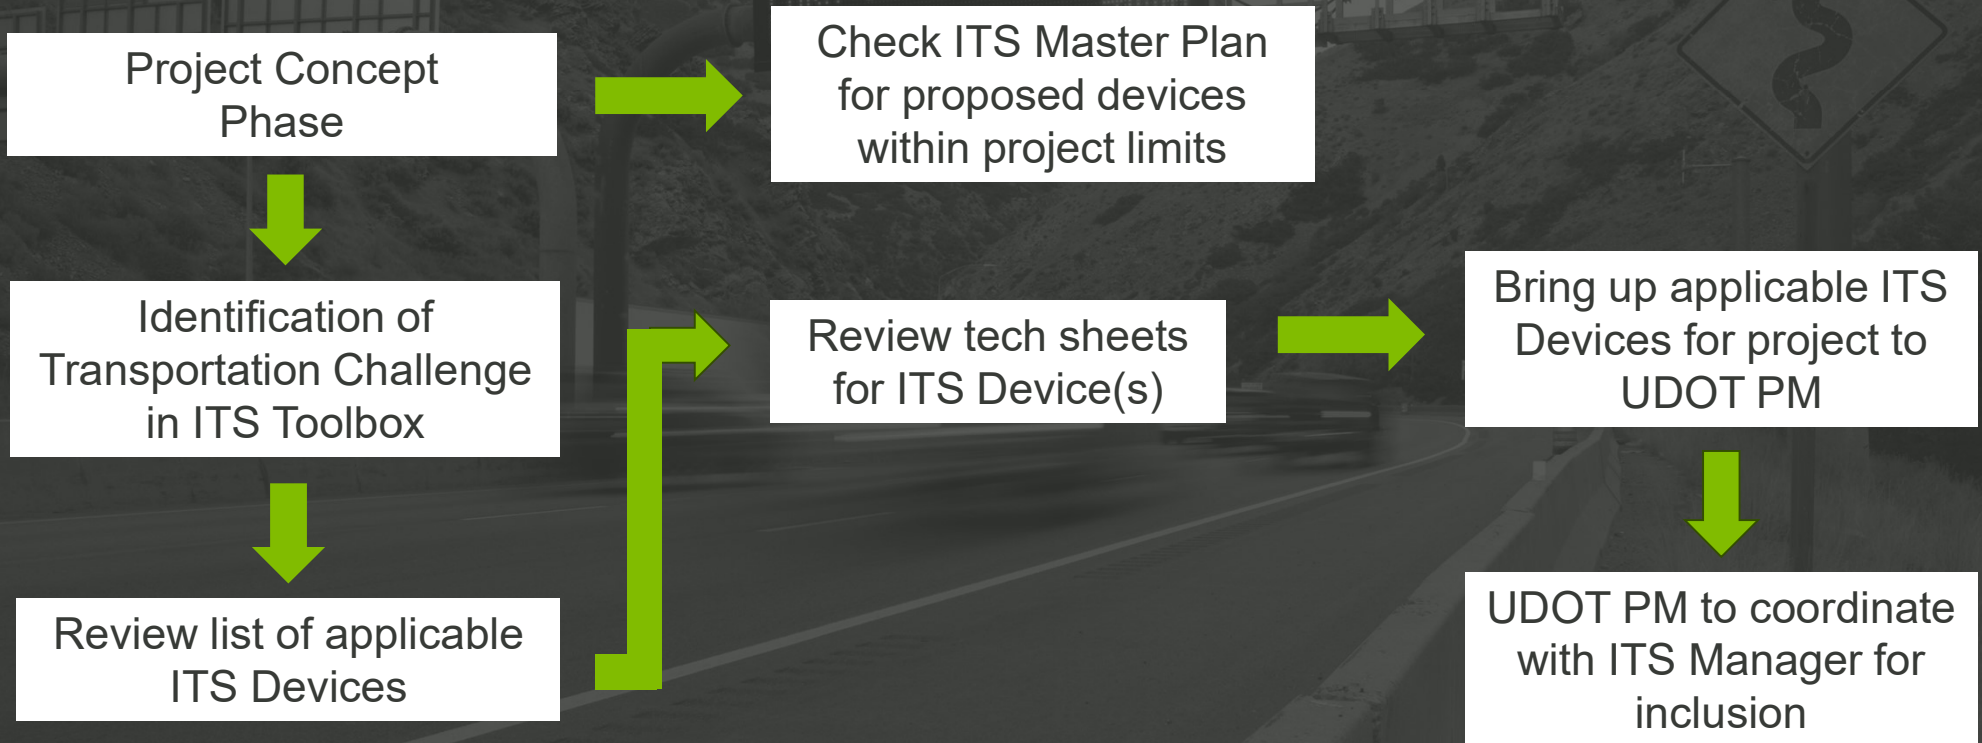 Project Concept
Phase
Check ITS Master Plan
for proposed devices
within project limits
Identification of
Transportation Challenge
in ITS Toolbox
Review list of applicable
ITS Devices
Review tech sheets
for ITS Device(s)
Bring up applicable ITS
Devices for project to
UDOT PM
UDOT PM to coordinate
with ITS Manager for
inclusion